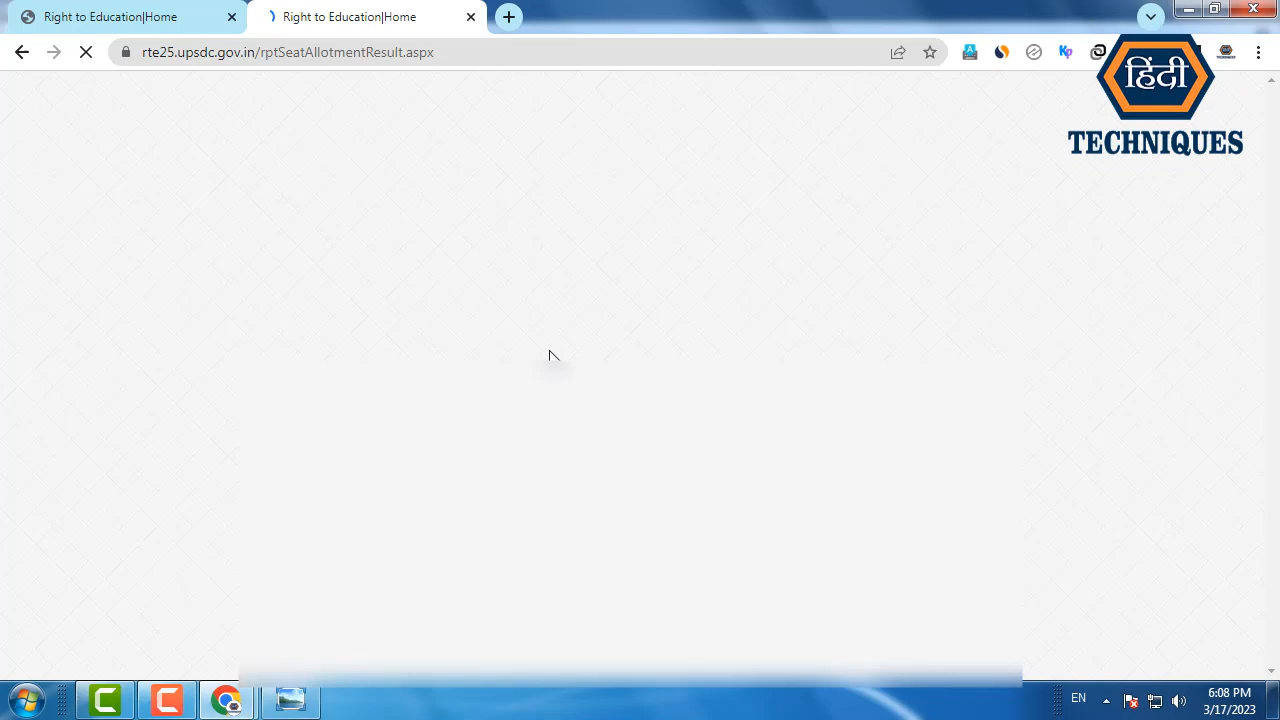 Right to Education|Home
Right to Education|Home
rte25.upsdc.gov.in/rptSeatAllotmentResult.aspx
A
Kp
हिंदी
TECHNIQUES
EN
6:08 PM
3/17/2023